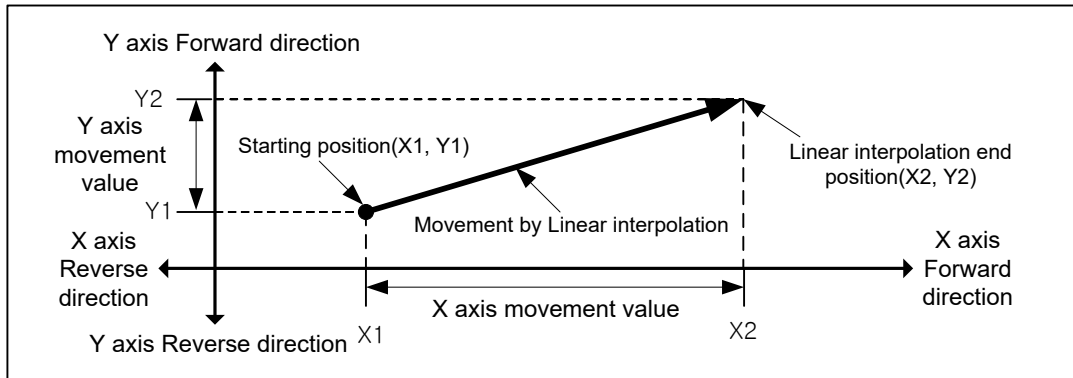 Y axis Forward direction
Y2
Y axis
movement
value
Starting position(X1, Y1)
Linear interpolation end
position(X2, Y2)
Y1
Movement by Linear interpolation
X axis
Reverse
direction
X axis
Forward
direction
X axis movement value
X1
X2
Y axis Reverse direction